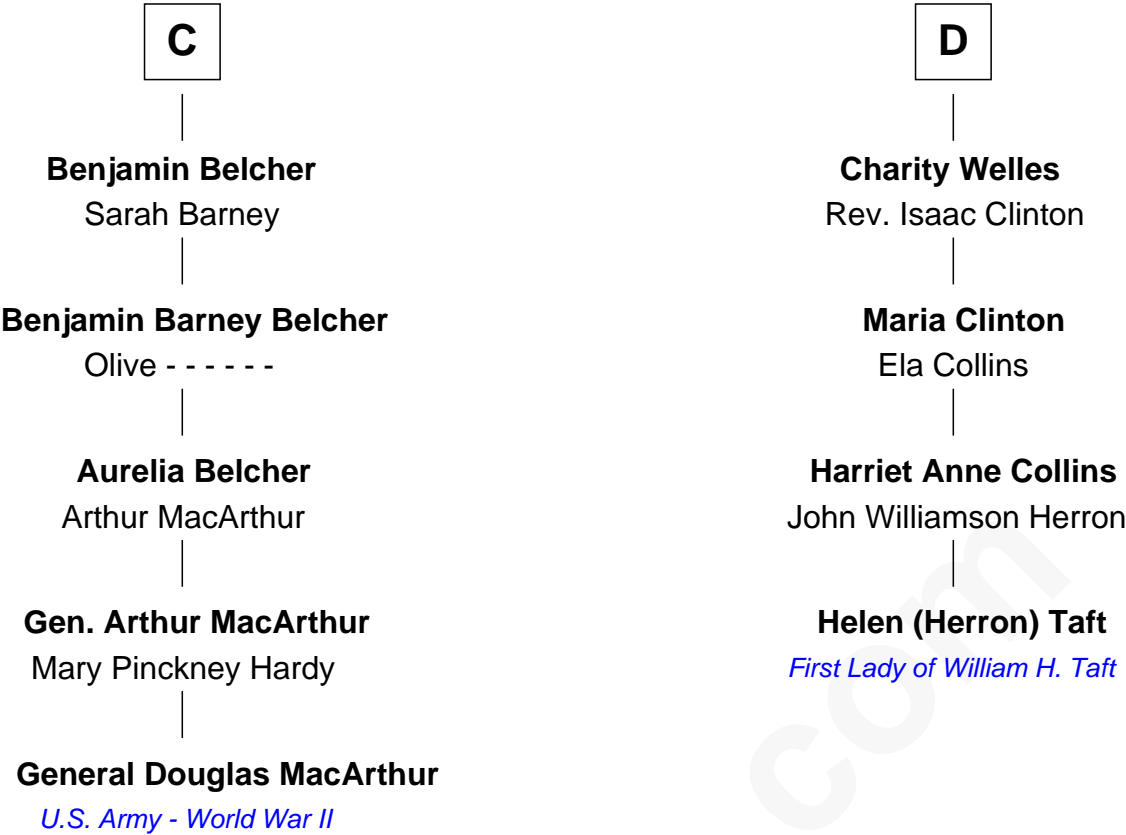 C
Benjamin Belcher
Sarah Barney
Benjamin Barney Belcher
Olive - - - - - -
Aurelia Belcher
Arthur MacArthur
Gen. Arthur MacArthur
Mary Pinckney Hardy
General Douglas MacArthur
U.S. Army - World War II
D
Charity Welles
Rev. Isaac Clinton
Maria Clinton
Ela Collins
Harriet Anne Collins
John Williamson Herron
Helen (Herron) Taft
First Lady of William H. Taft
com